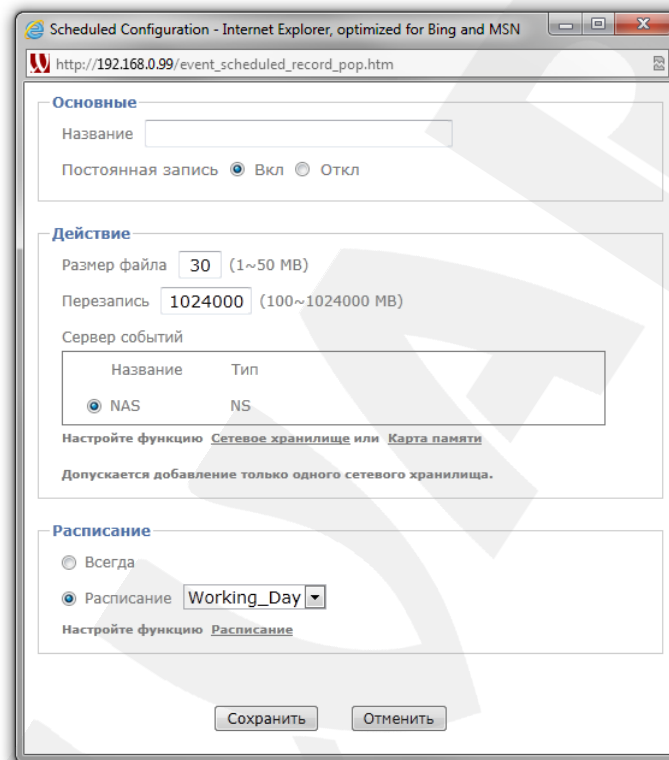 Scheduled Configuration - Internet Explorer, optimized for Bing and MSN
http://192.168.0.99/event_scheduled_record_pop.htm
Основные
Название
Постоянная запись Вкл Откл
Действие
Размер файла 30 (1~50 MB)
Перезапись 1024000 (100~1024000 MB)
Сервер событий
Название Тип
NAS NS
Настройте функцию Сетевое хранилище или Карта памяти
Допускается добавление только одного сетевого хранилища.
Расписание
Всегда
Расписание Working_Day
Настройте функцию Расписание
Сохранить Отменить